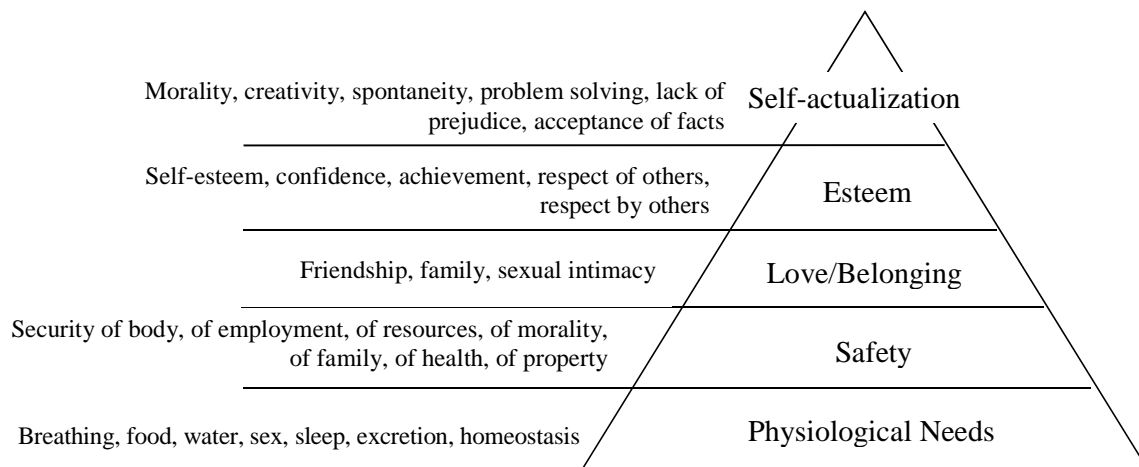 Morality, creativity, spontaneity, problem solving, lack of
prejudice, acceptance of facts
Self-actualization
Self-esteem, confidence, achievement, respect of others,
respect by others
Esteem
Friendship, family, sexual intimacy
Love/Belonging
Security of body, of employment, of resources, of morality,
of family, of health, of property
Safety
Breathing, food, water, sex, sleep, excretion, homeostasis
Physiological Needs